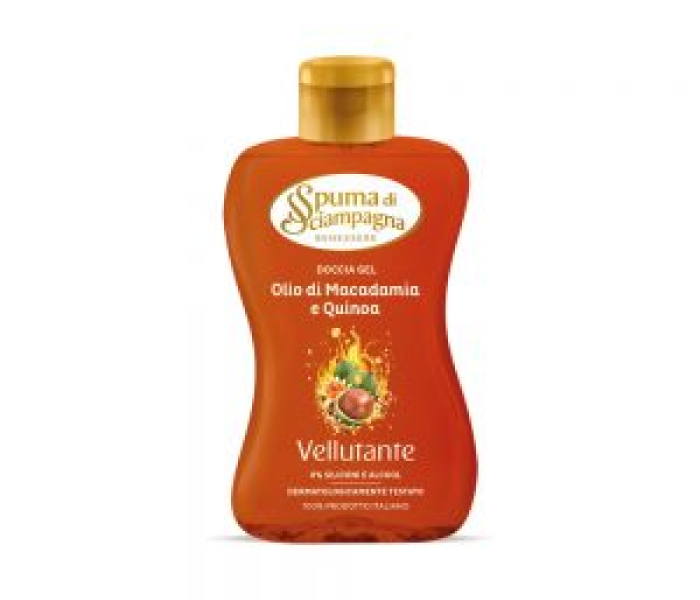 Spuma di
Sciampagna
BENESSERE
DOCCIA GEL
Olio di Macadamia
e Quinoa
Vellutante
0% SILICONI E ALCOOL
DERMATOLOGICAMENTE TESTATO
100% PRODOTTO ITALIANO